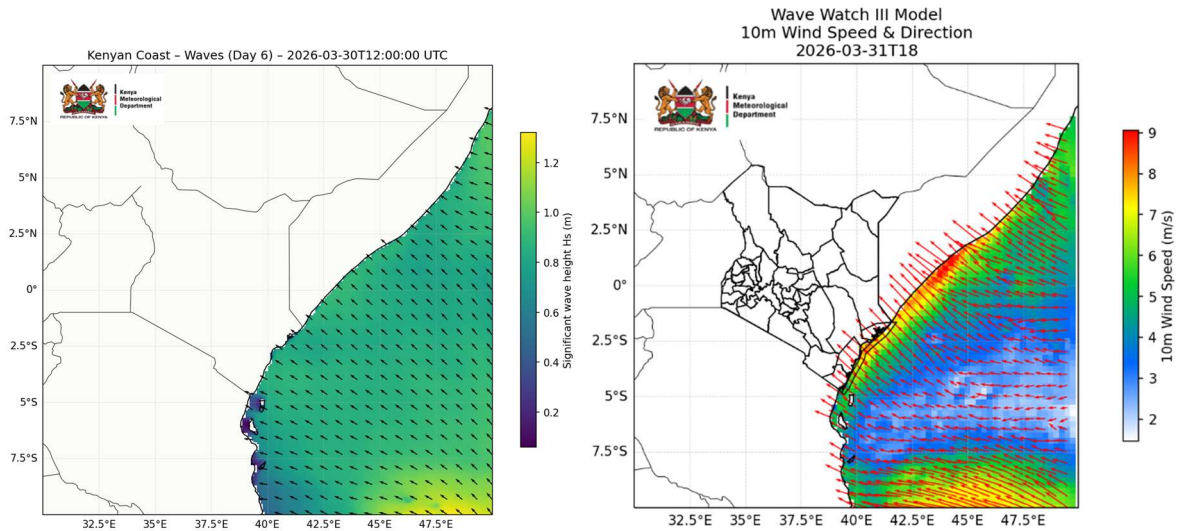 Kenyan Coast – Waves (Day 6) – 2026-03-30T12:00:00 UTC
REPUBLIC OF KENYA
Kenya
Meteorological
Department
7.5°N
5°N
2.5°N
0°
2.5°S
5°S
7.5°S
32.5°E 35°E 37.5°E 40°E 42.5°E 45°E 47.5°E
1.2
1.0
0.8
0.6
0.4
0.2
Significant wave height Hs (m)
Wave Watch III Model
10m Wind Speed & Direction
2026-03-31T18
REPUBLIC OF KENYA
Kenya
Meteorological
Department
7.5°N
5°N
2.5°N
0°
2.5°S
5°S
7.5°S
32.5°E 35°E 37.5°E 40°E 42.5°E 45°E 47.5°E
9
8
7
6
5
4
3
2
10m Wind Speed (m/s)